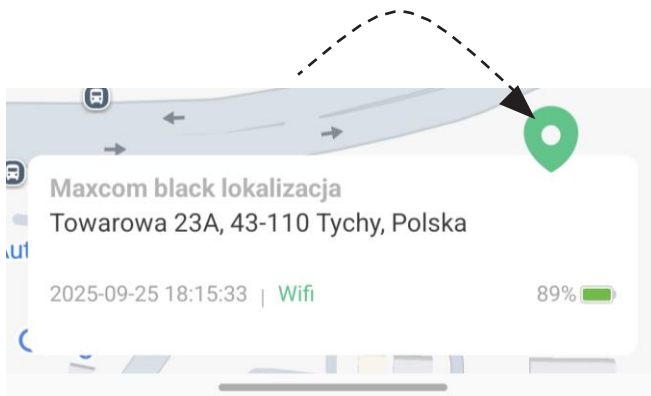 Maxcom black lokalizacja
Towarowa 23A, 43-110 Tychy, Polska
2025-09-25 18:15:33 | Wifi
89%